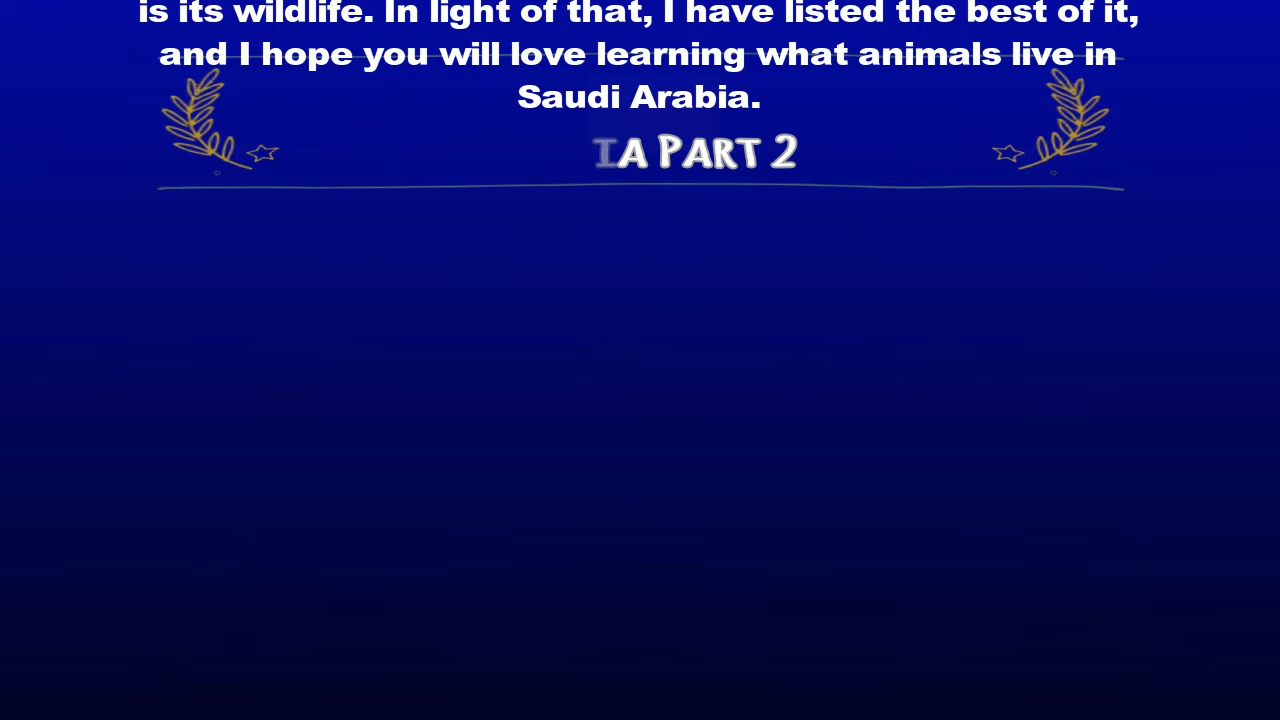 is its wildlife. In light of that, I have listed the best of it,
and I hope you will love learning what animals live in
Saudi Arabia.
IA PART 2